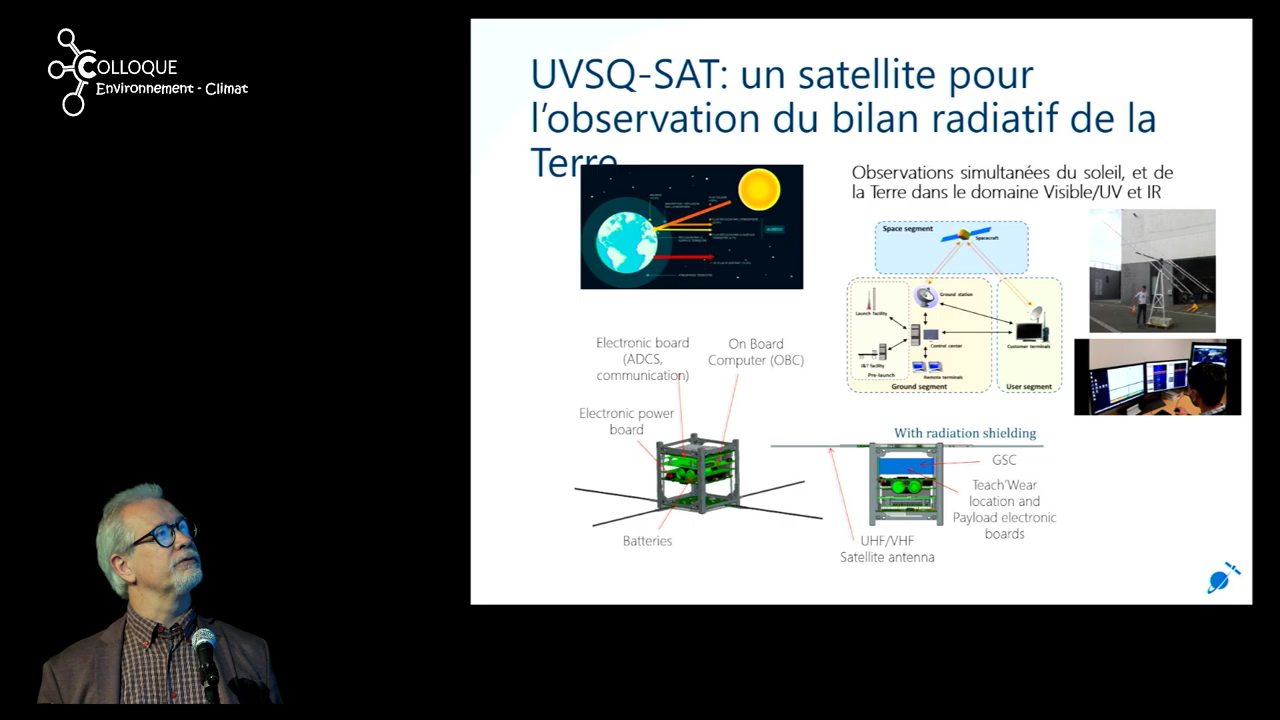 COLLOQUE
Environnement - Climat
UVSQ-SAT: un satellite pour
l'observation du bilan radiatif de la
Terre
Observations simultanées du soleil, et de
la Terre dans le domaine Visible/UV et IR
Space segment
Spacecraft
Ground station
Launch facility
Control center
Customer terminals
I&T facility
Pre-launch
Remote terminals
Ground segment
User segment
Electronic board
(ADCS,
communication)
On Board
Computer (OBC)
Electronic power
board
Batteries
With radiation shielding
GSC
Teach'Wear
location and
Payload electronic
boards
UHF/VHF
Satellite antenna